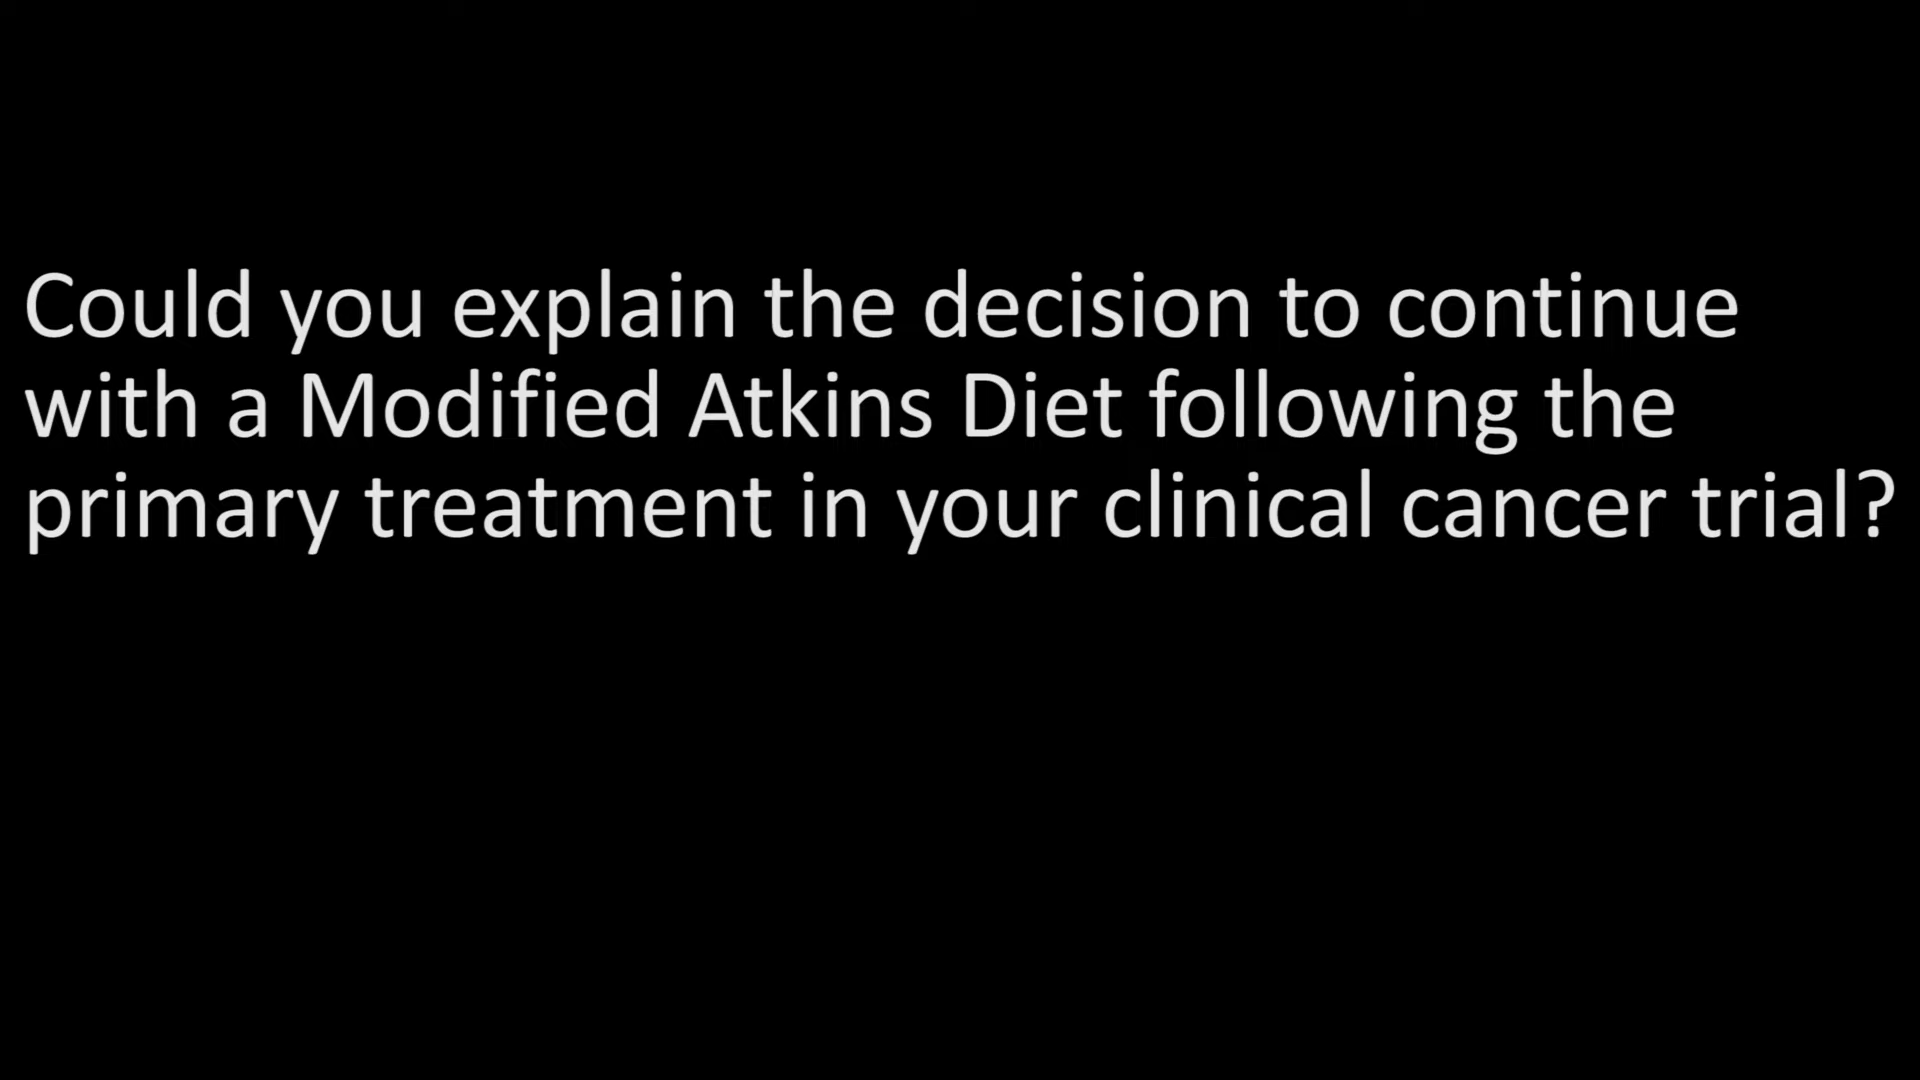 Could you explain the decision to continue
with a Modified Atkins Diet following the
primary treatment in your clinical cancer trial?